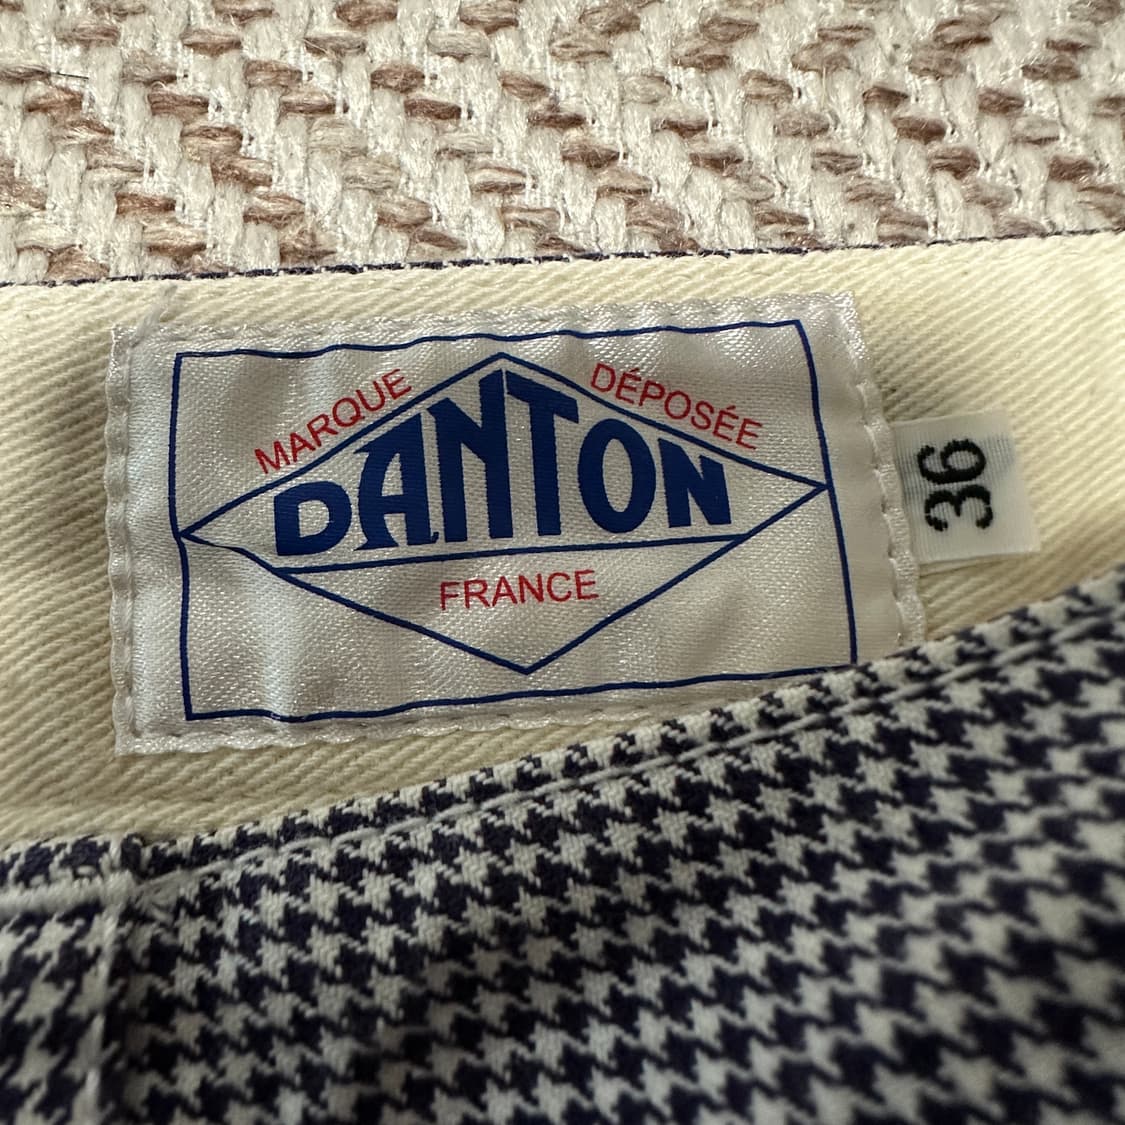 MARQUE DÉPOSÉE
DANTON
FRANCE
36